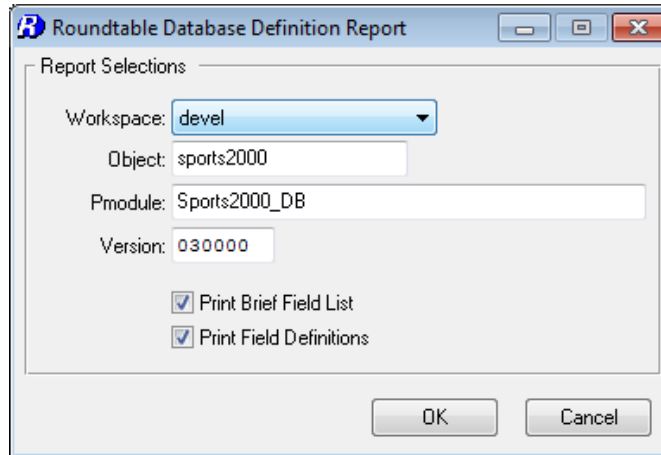 Roundtable Database Definition Report
Report Selections
Workspace: devel
Object: sports2000
Pmodule: Sports2000_DB
Version: 030000
Print Brief Field List
Print Field Definitions
OK Cancel